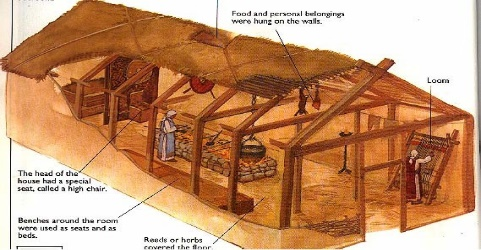 Food and personal belongings
were hung on the walls.
Loom
The head of the
house had a special
seat, called a high chair.
Benches around the room
were used as seats and as
beds.
Reeds or herbs
covered the floor